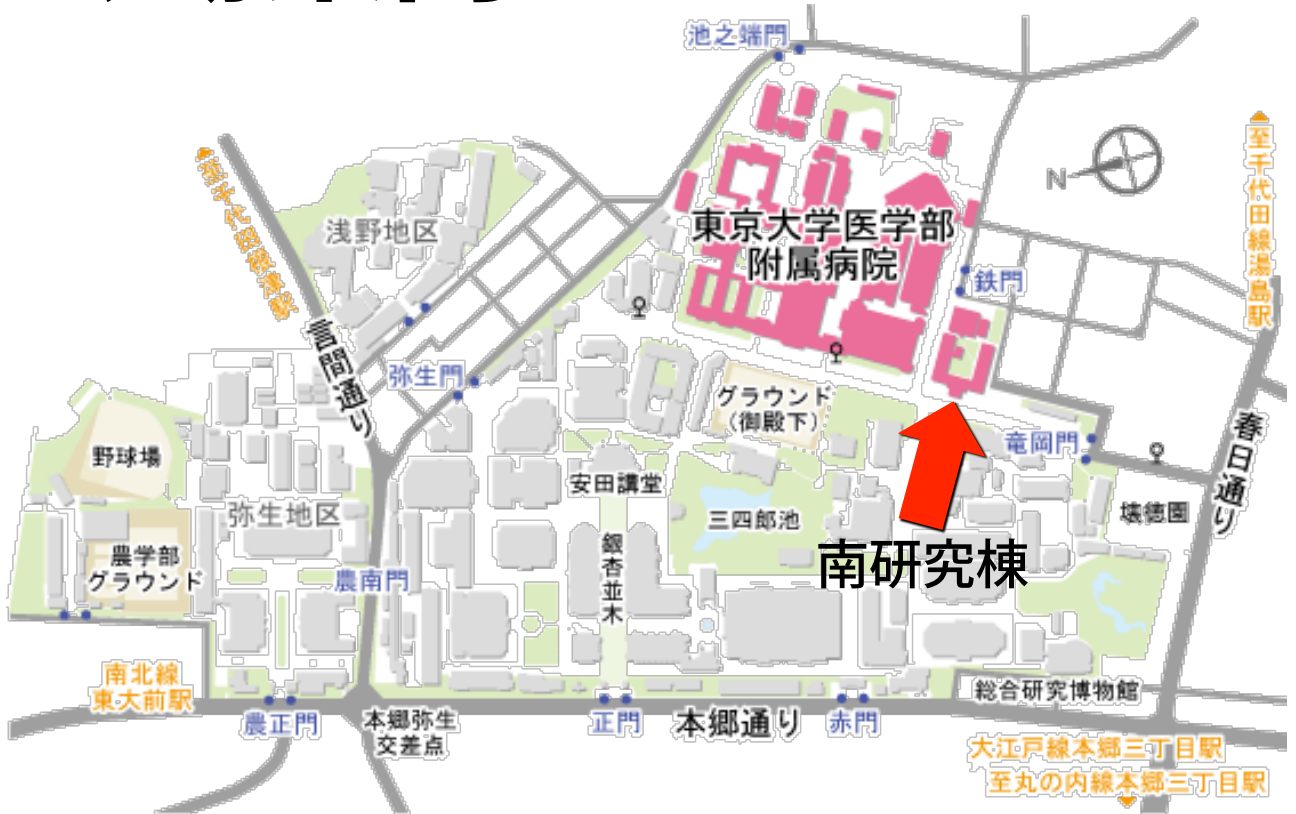 池之端門
至千代田線湯島駅
至千代田線根津駅
N
浅野地区
東京大学医学部
附属病院
鉄門
言問通り
弥生門
グラウンド
(御殿下)
春日通り
竜岡門
野球場
安田講堂
弥生地区
三四郎池
壊徳園
銀杏並木
農学部
グラウンド
農南門
南研究棟
南北線
東大前駅
総合研究博物館
農正門
本郷弥生
交差点
正門
本郷通り
赤門
大江戸線本郷三丁目駅
至丸の内線本郷三丁目駅